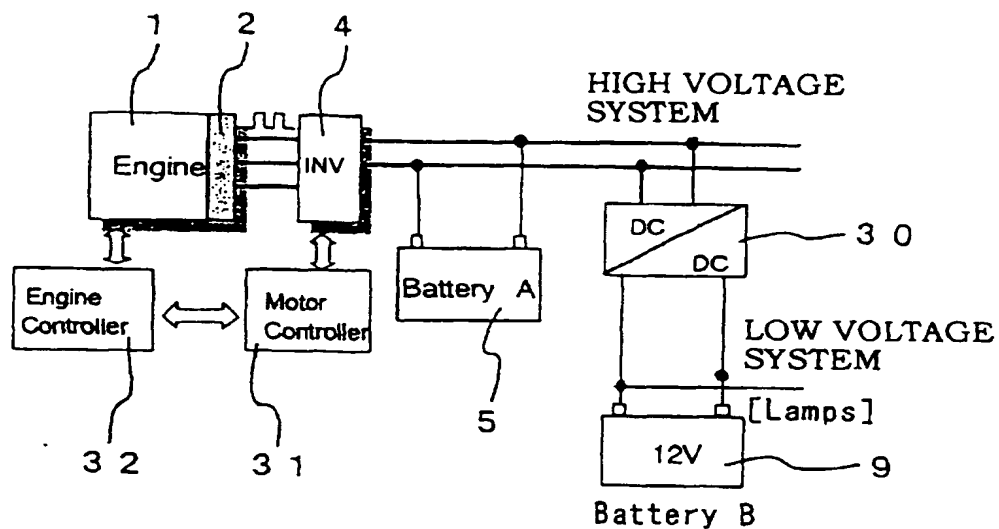 1
2
4
HIGH VOLTAGE
SYSTEM
Engine
INV
DC
DC
3 0
Engine
Controller
Motor
Controller
Battery A
LOW VOLTAGE
SYSTEM
5
[Lamps]
3 2
3 1
12V
9
Battery B